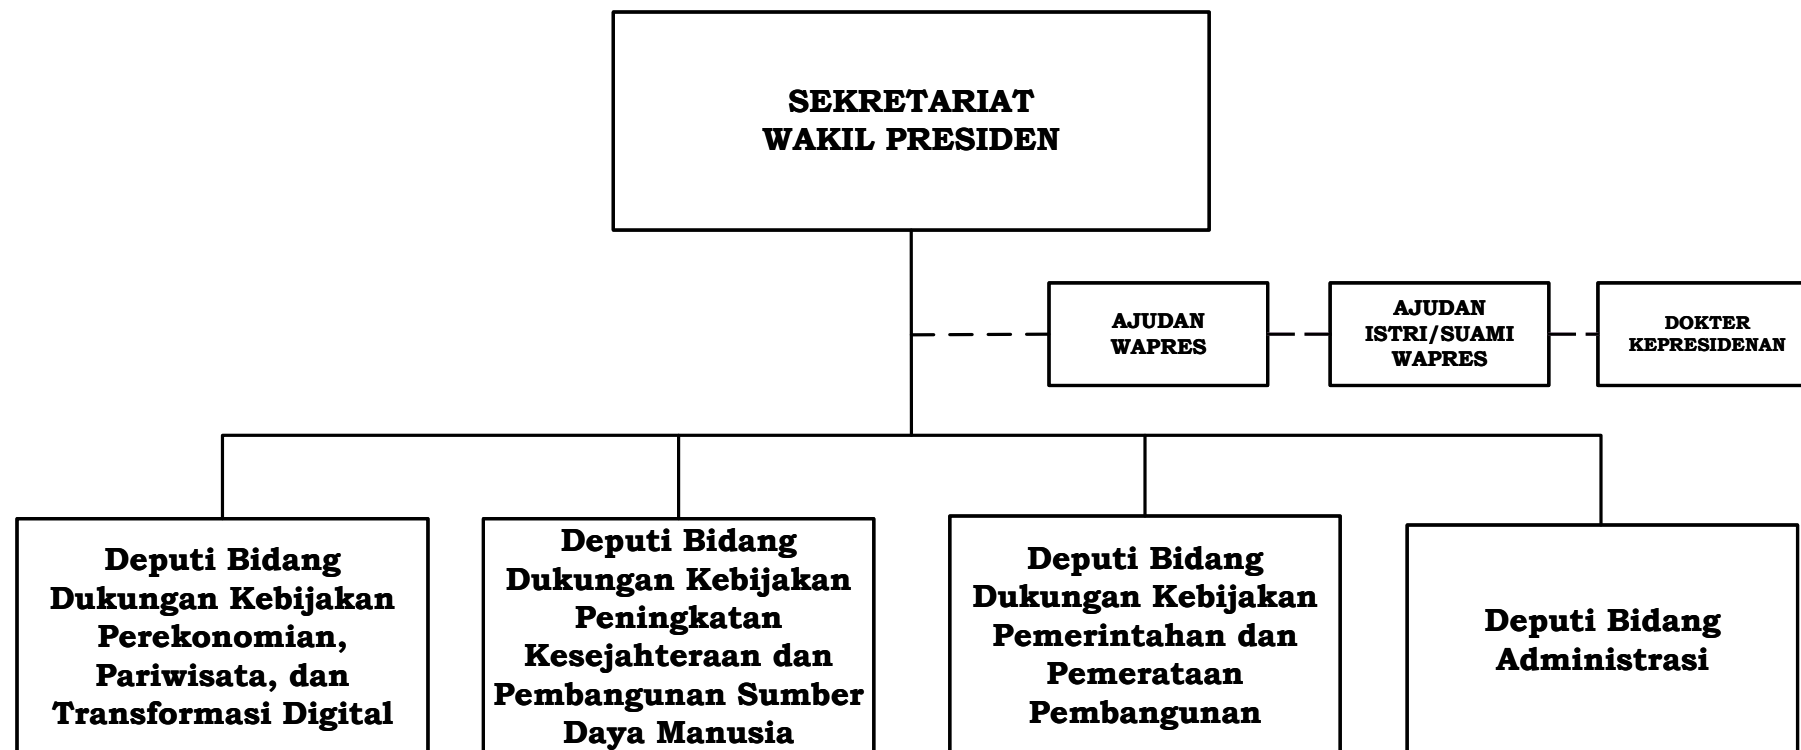 SEKRETARIAT
WAKIL PRESIDEN
AJUDAN
WAPRES
AJUDAN
ISTRI/SUAMI
WAPRES
DOKTER
KEPRESIDENAN
Deputi Bidang
Dukungan Kebijakan
Perekonomian,
Pariwisata, dan
Transformasi Digital
Deputi Bidang
Dukungan Kebijakan
Peningkatan
Kesejahteraan dan
Pembangunan Sumber
Daya Manusia
Deputi Bidang
Dukungan Kebijakan
Pemerintahan dan
Pemerataan
Pembangunan
Deputi Bidang
Administrasi